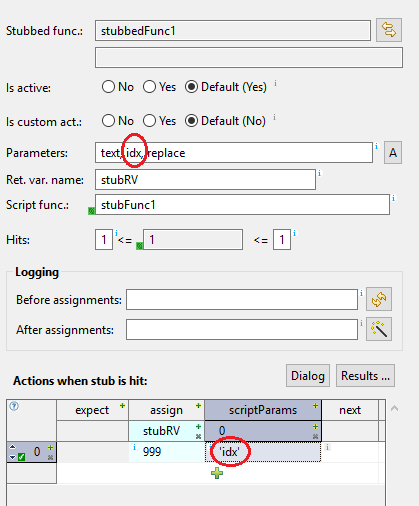 Stubbed func.: stubbedFunc1
Is active: No Yes Default (Yes) i
Is custom act.: No Yes Default (No) i
Parameters: text, idx, replace i A
Ret. var. name: stubRV i
Script func.: stubFunc1 i
Hits: 1 i <= 1 <= 1 i
Logging
Before assignments: i
After assignments: i
Actions when stub is hit: Dialog Results ...
? expect + assign + scriptParams + next +
stubRV + 0 +
0 + i 999 'idx' i